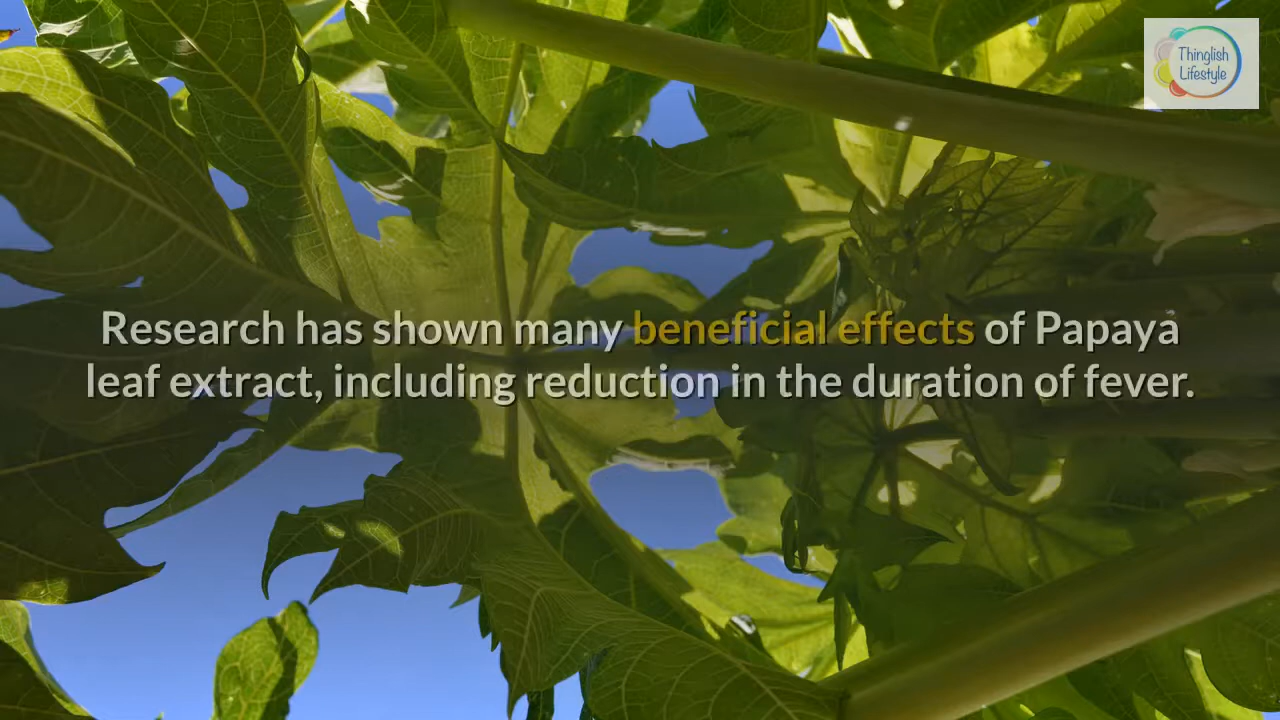 Thinglish
Lifestyle
Research has shown many beneficial effects of Papaya
leaf extract, including reduction in the duration of fever.